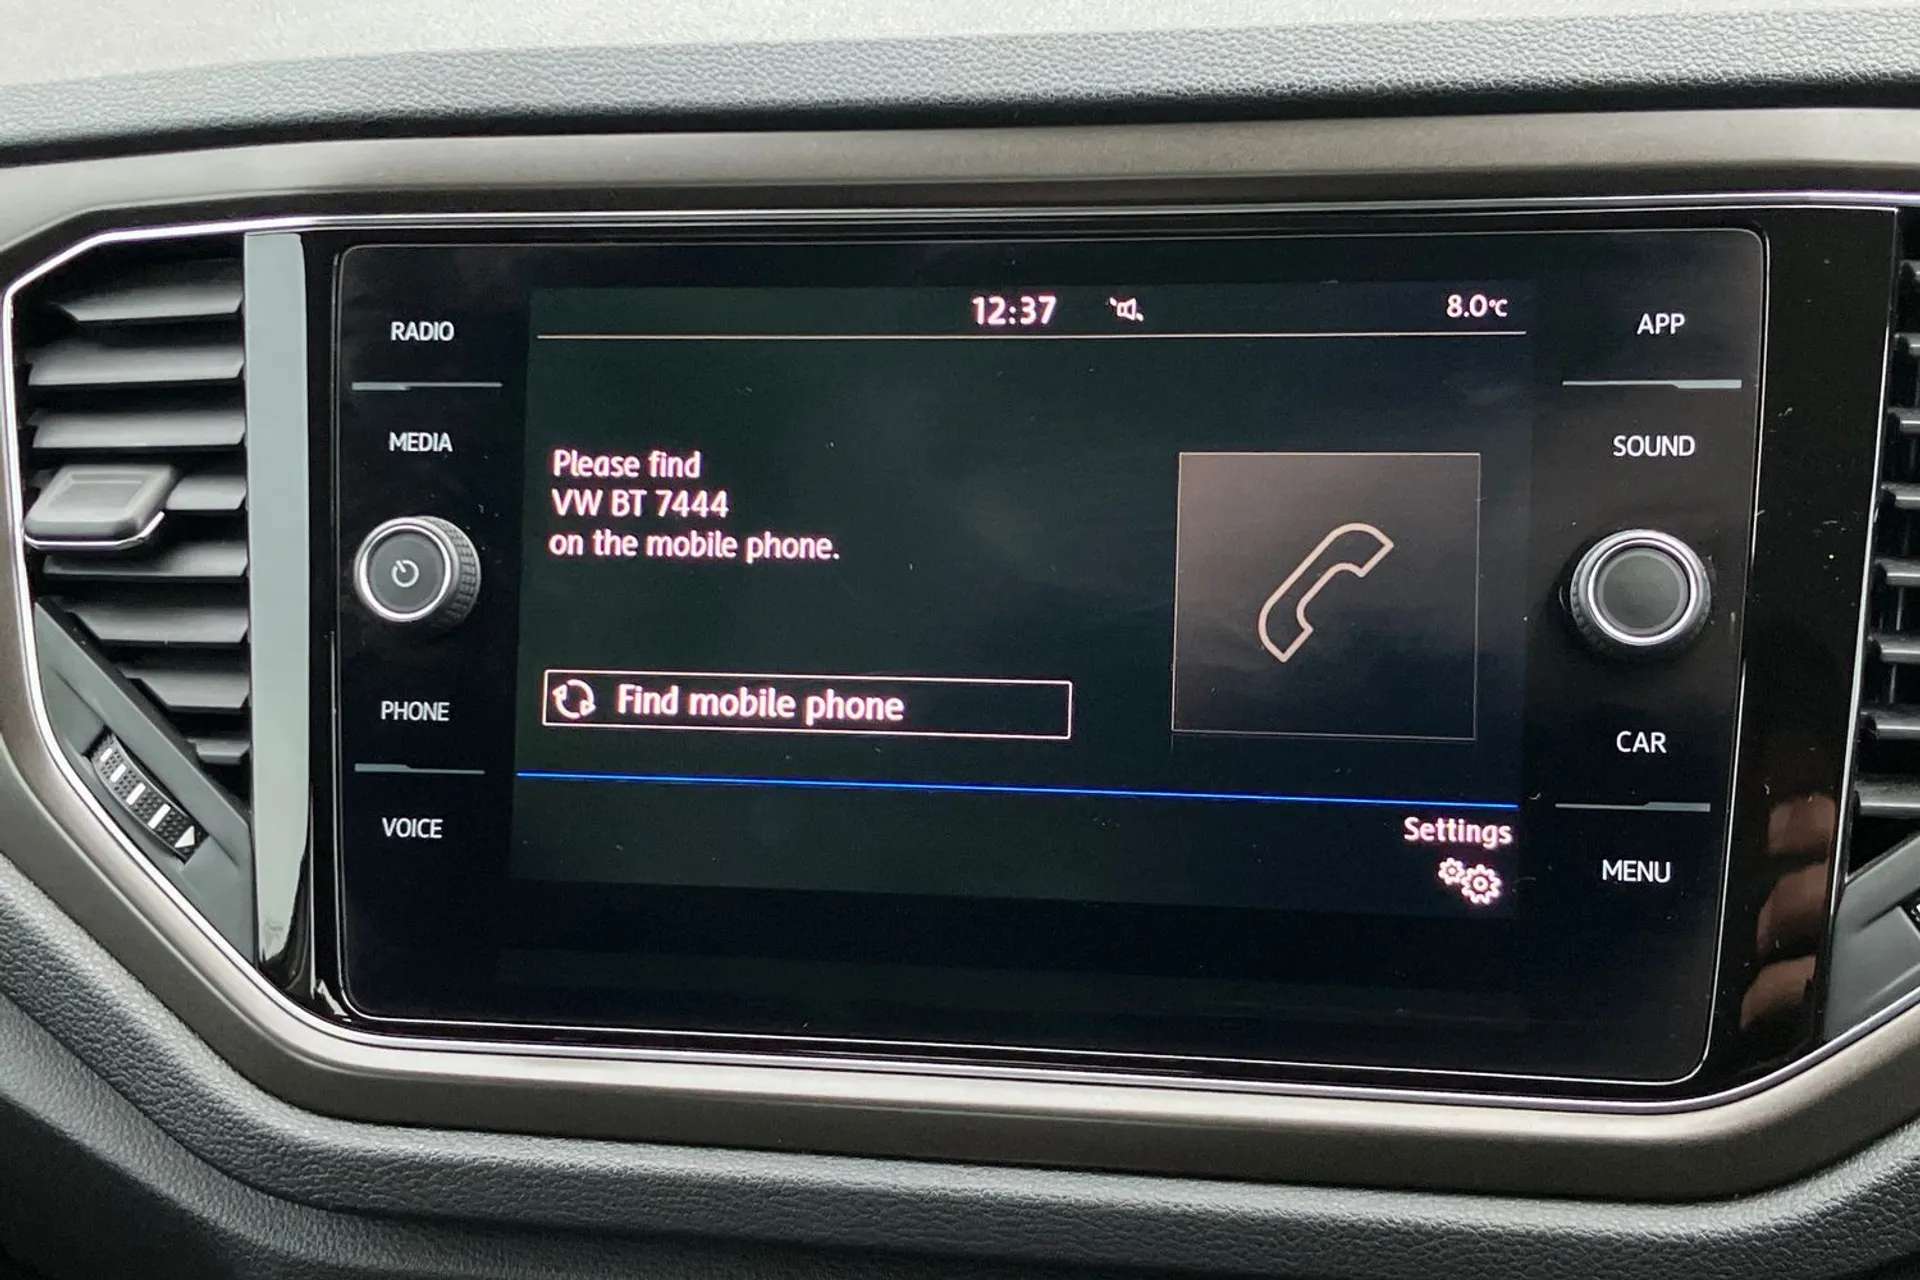 12:37
8.0°C
RADIO
MEDIA
PHONE
VOICE
Please find
VW BT 7444
on the mobile phone.
Find mobile phone
Settings
APP
SOUND
CAR
MENU